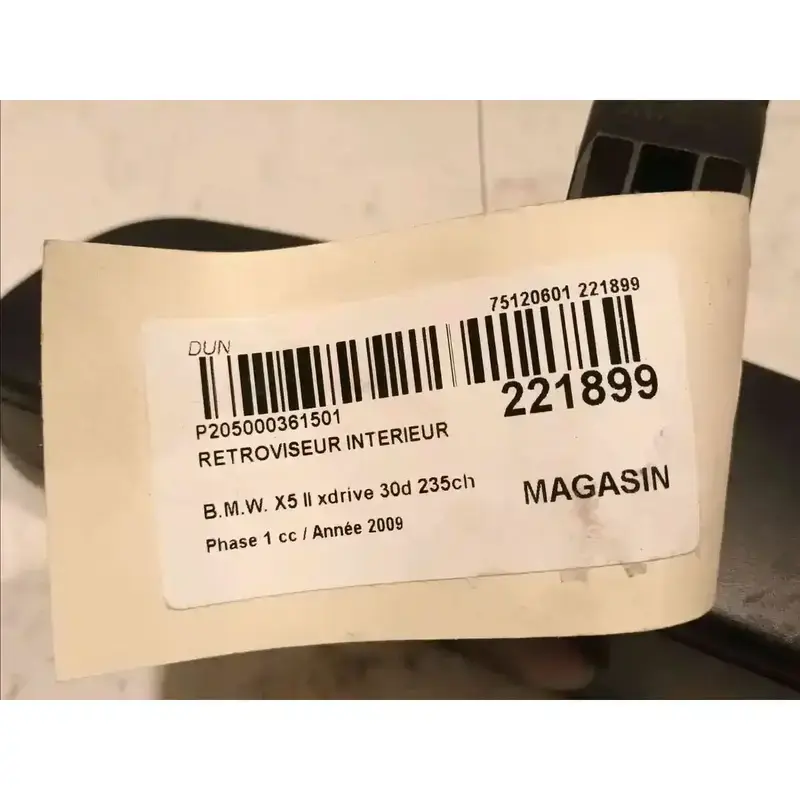 75120601 221899
DUN
221899
P205000361501
RETROVISEUR INTERIEUR
B.M.W. X5 II xdrive 30d 235ch
MAGASIN
Phase 1 cc / Année 2009